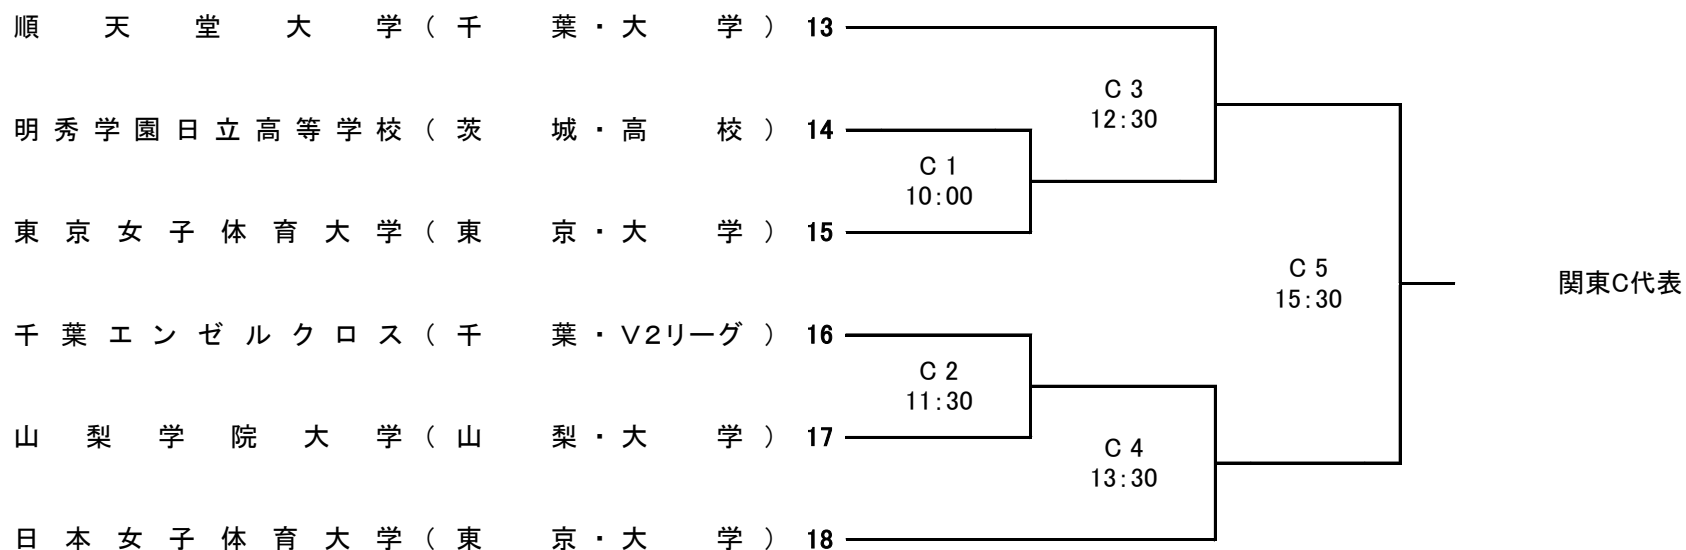 順天堂大学（千葉・大学）13
C 3
12:30
明秀学園日立高等学校（茨城・高校）14
C 1
10:00
東京女子体育大学（東京・大学）15
C 5
15:30
関東C代表
千葉エンゼルクロス（千葉・V2リーグ）16
C 2
11:30
山梨学院大学（山梨・大学）17
C 4
13:30
日本女子体育大学（東京・大学）18